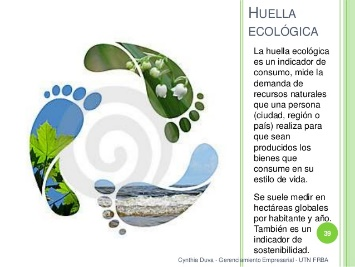 HUELLA
ECOLÓGICA
La huella ecológica
es un indicador de
consumo, mide la
demanda de
recursos naturales
que una persona
(ciudad, región o
país) realiza para
que sean
producidos los
bienes que
consume en su
estilo de vida.
Se suele medir en
hectáreas globales
por habitante y año.
También es un
indicador de
sostenibilidad.
39
Cynthia Duva - Gerenciamiento Empresarial - UTN FRBA